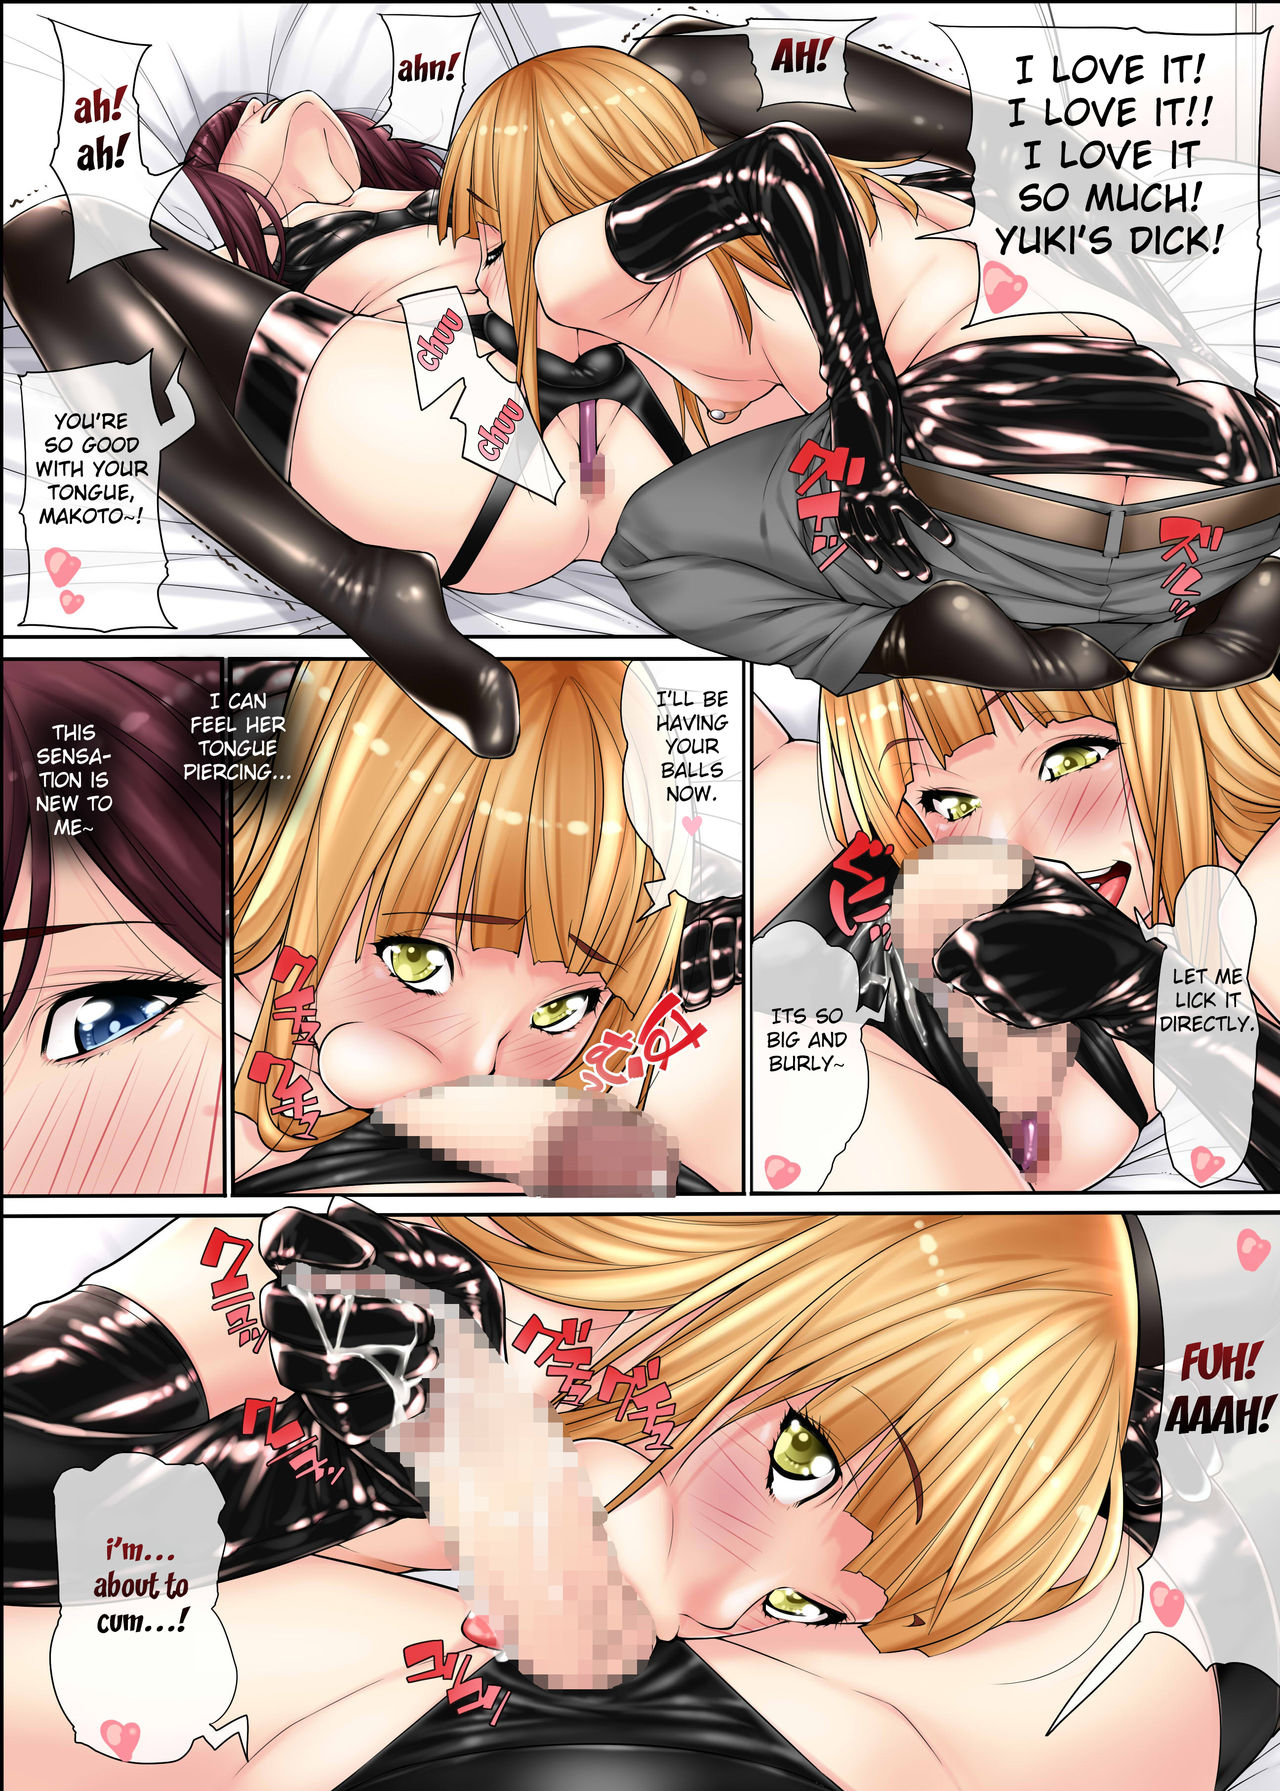 I LOVE IT!
I LOVE IT!!
I LOVE IT
SO MUCH!
YUKI'S DICK!
AH!
ahn!
ah!
ah!
chuu
chuu
YOU'RE
SO GOOD
WITH YOUR
TONGUE,
MAKOTO~!
THIS
SENSA-
TION IS
NEW TO
ME~
I CAN
FEEL HER
TONGUE
PIERCING...
I'LL BE
HAVING
YOUR
BALLS
NOW.
ITS SO
BIG AND
BURLY~
LET ME
LICK IT
DIRECTLY.
FUH!
AAAH!
i'm...
about to
cum...!